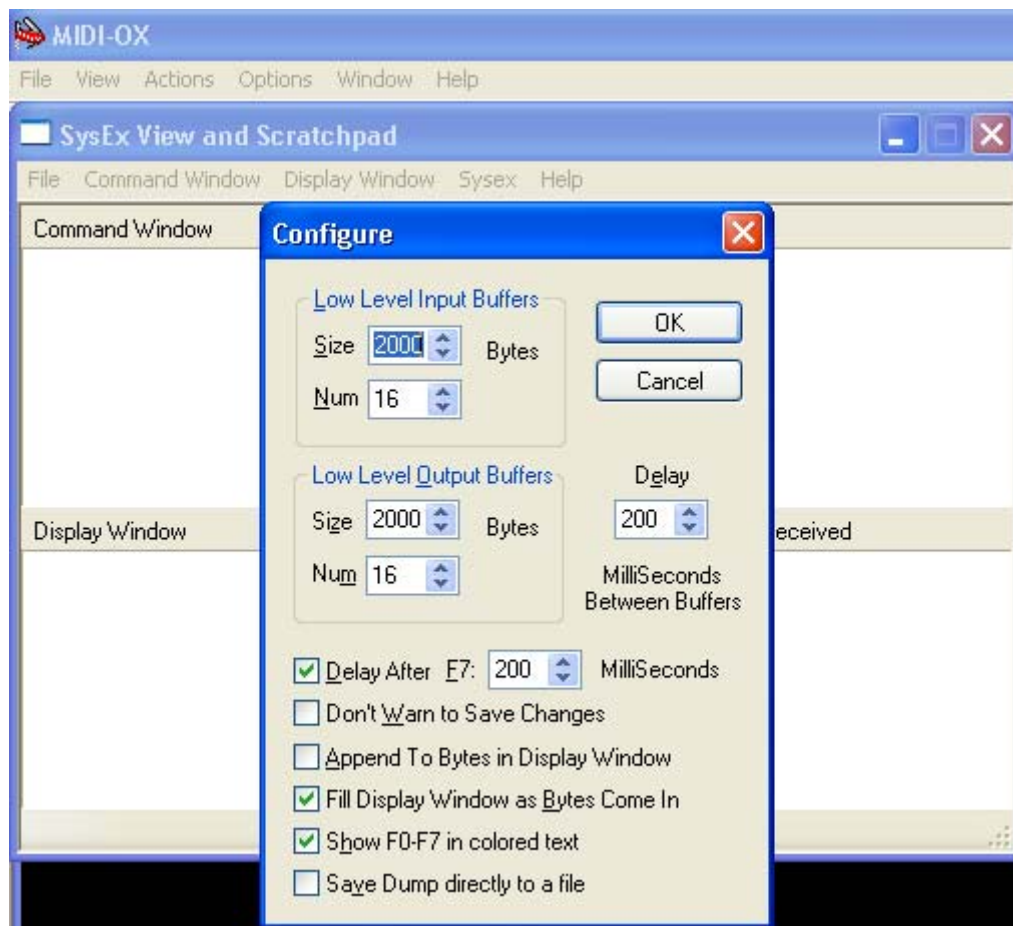 MIDI-OX
File View Actions Options Window Help
SysEx View and Scratchpad
File Command Window Display Window Sysex Help
Command Window
Configure
Low Level Input Buffers
Size 2000 Bytes
Num 16
OK
Cancel
Low Level Output Buffers
Size 2000 Bytes
Num 16
Delay
200
MilliSeconds
Between Buffers
Display Window
eceived
Delay After F7: 200 MilliSeconds
Don't Warn to Save Changes
Append To Bytes in Display Window
Fill Display Window as Bytes Come In
Show F0-F7 in colored text
Save Dump directly to a file